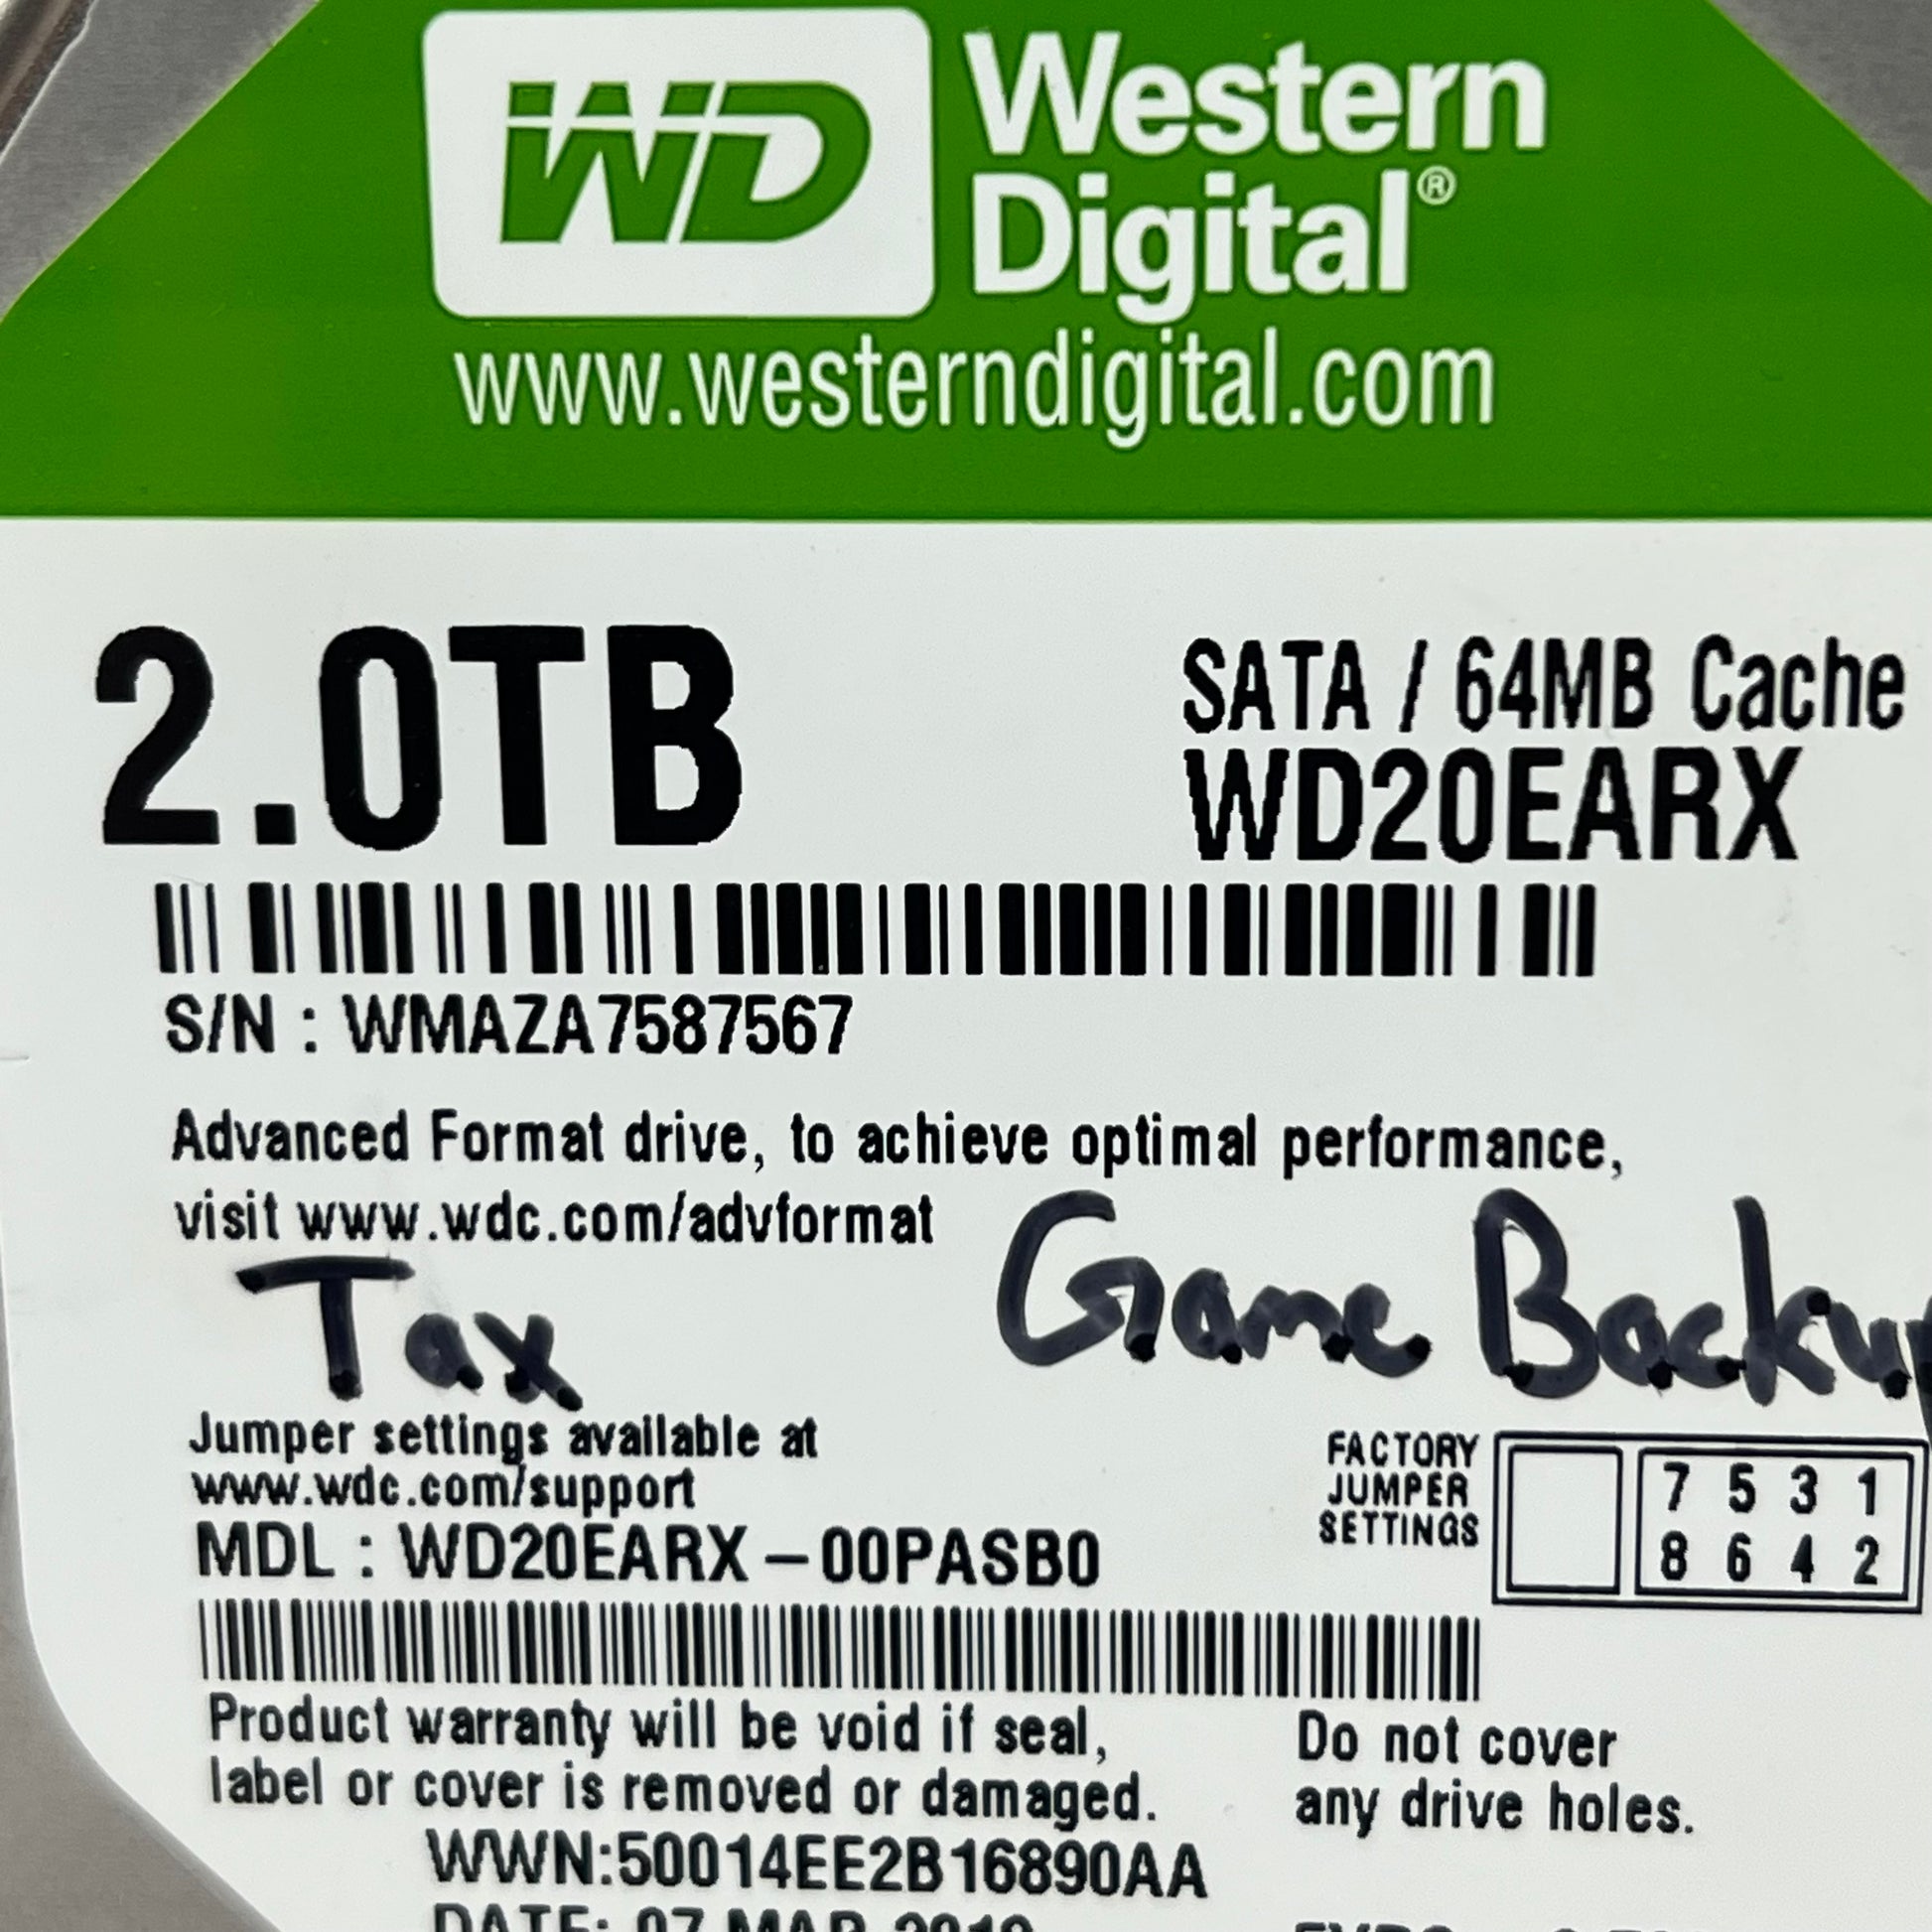 WD Western
Digital®
www.westerndigital.com
2.0TB
SATA / 64MB Cache
WD20EARX
S/N : WMAZA7587567
Advanced Format drive, to achieve optimal performance,
visit www.wdc.com/advformat
Tax
Game Backup
Jumper settings available at
www.wdc.com/support
FACTORY
JUMPER
SETTINGS
7 5 3 1
8 6 4 2
MDL : WD20EARX – 00PASB0
Product warranty will be void if seal,
label or cover is removed or damaged.
Do not cover
any drive holes.
WWN:50014EE2B16890AA
DATE: 07 MAR